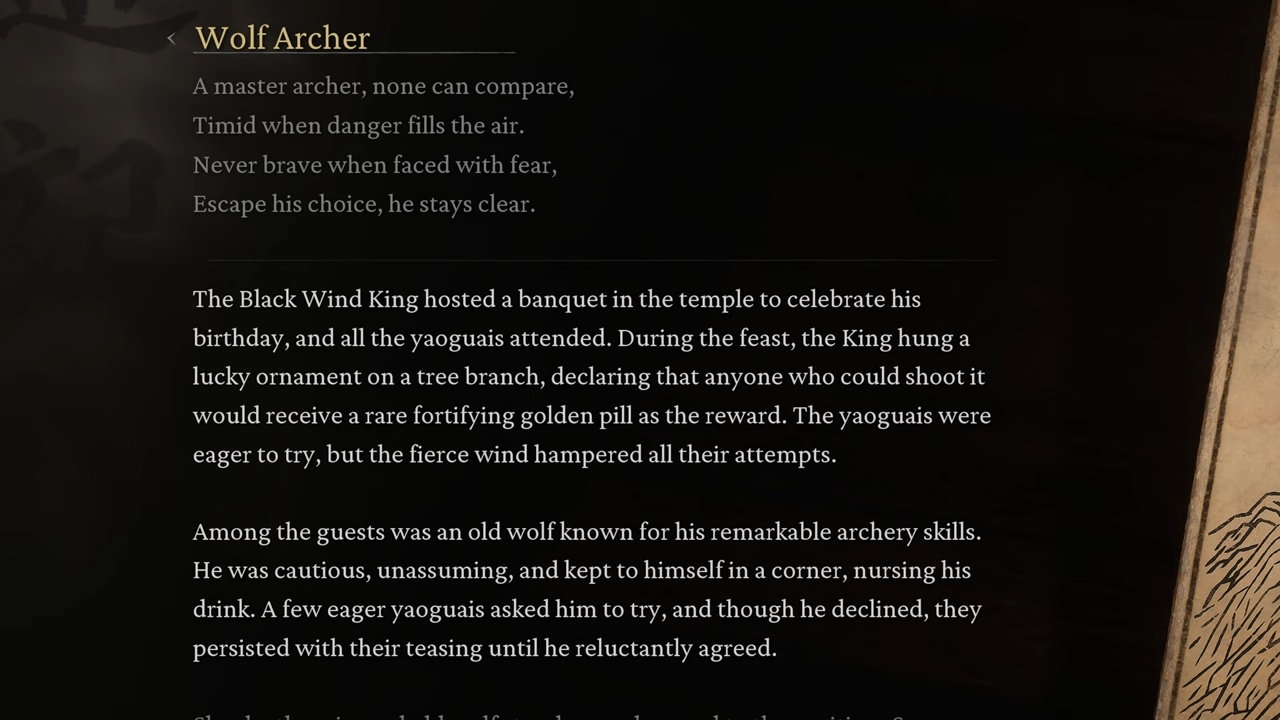 Wolf Archer
A master archer, none can compare,
Timid when danger fills the air.
Never brave when faced with fear,
Escape his choice, he stays clear.
The Black Wind King hosted a banquet in the temple to celebrate his
birthday, and all the yaoguais attended. During the feast, the King hung a
lucky ornament on a tree branch, declaring that anyone who could shoot it
would receive a rare fortifying golden pill as the reward. The yaoguais were
eager to try, but the fierce wind hampered all their attempts.
Among the guests was an old wolf known for his remarkable archery skills.
He was cautious, unassuming, and kept to himself in a corner, nursing his
drink. A few eager yaoguais asked him to try, and though he declined, they
persisted with their teasing until he reluctantly agreed.